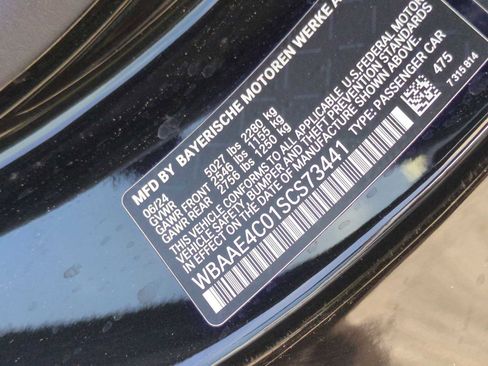 MFD BY BAYERISCHE MOTOREN WERKE A
06/24
GVWR 5027 lbs 2280 kg
GAWR FRONT 2546 lbs 1155 kg
GAWR REAR 2756 lbs 1250 kg
THIS VEHICLE CONFORMS TO ALL APPLICABLE U.S. FEDERAL MOTOR
VEHICLE SAFETY, BUMPER, AND THEFT PREVENTION STANDARDS
IN EFFECT ON THE DATE OF MANUFACTURE SHOWN ABOVE.
WBAAE4C01SCS73441 TYPE: PASSENGER CAR
475
7 315 814